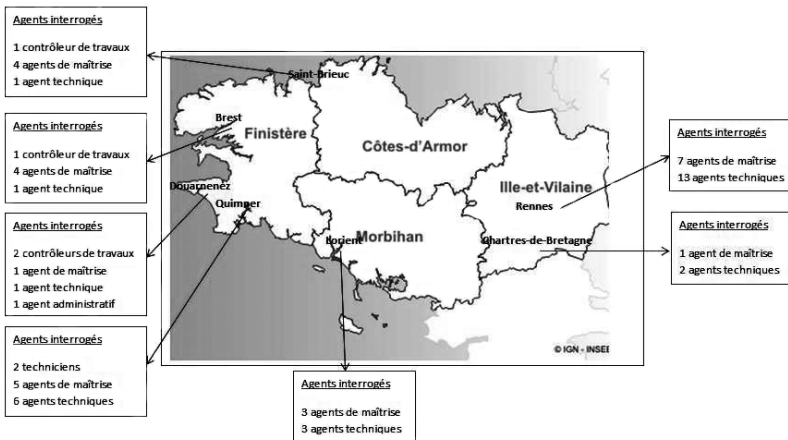 Agents interrogés
1 contrôleur de travaux
4 agents de maîtrise
1 agent technique
Agents interrogés
1 contrôleur de travaux
4 agents de maîtrise
1 agent technique
Agents interrogés
2 contrôleurs de travaux
1 agent de maîtrise
1 agent technique
1 agent administratif
Agents interrogés
2 techniciens
5 agents de maîtrise
6 agents techniques
Saint-Brieuc
Brest
Finistère
Côtes-d'Armor
Douarnenez
Quimper
Ille-et-Vilaine
Rennes
Lorient
Morbihan
Chartres-de-Bretagne
© IGN - INSEE
Agents interrogés
3 agents de maîtrise
3 agents techniques
Agents interrogés
7 agents de maîtrise
13 agents techniques
Agents interrogés
1 agent de maîtrise
2 agents techniques